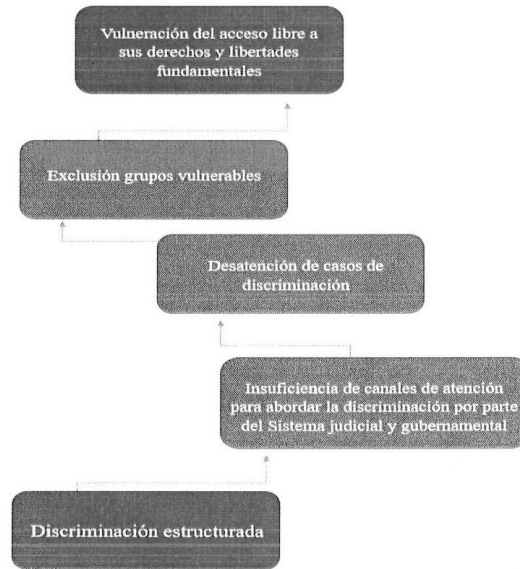 Vulneración del acceso libre a
sus derechos y libertades
fundamentales
Exclusión grupos vulnerables
Desatención de casos de
discriminación
Insuficiencia de canales de atención
para abordar la discriminación por parte
del Sistema judicial y gubernamental
Discriminación estructurada